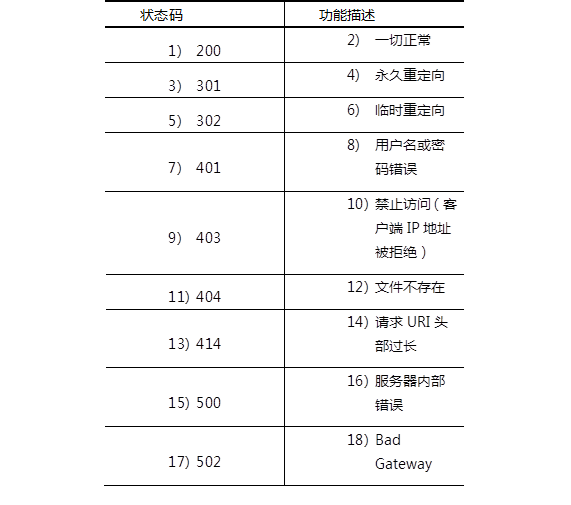 状态码 功能描述
1) 200 2) 一切正常
3) 301 4) 永久重定向
5) 302 6) 临时重定向
7) 401 8) 用户名或密
码错误
9) 403 10) 禁止访问(客
户端 IP 地址
被拒绝)
11) 404 12) 文件不存在
13) 414 14) 请求 URI 头
部过长
15) 500 16) 服务器内部
错误
17) 502 18) Bad
Gateway